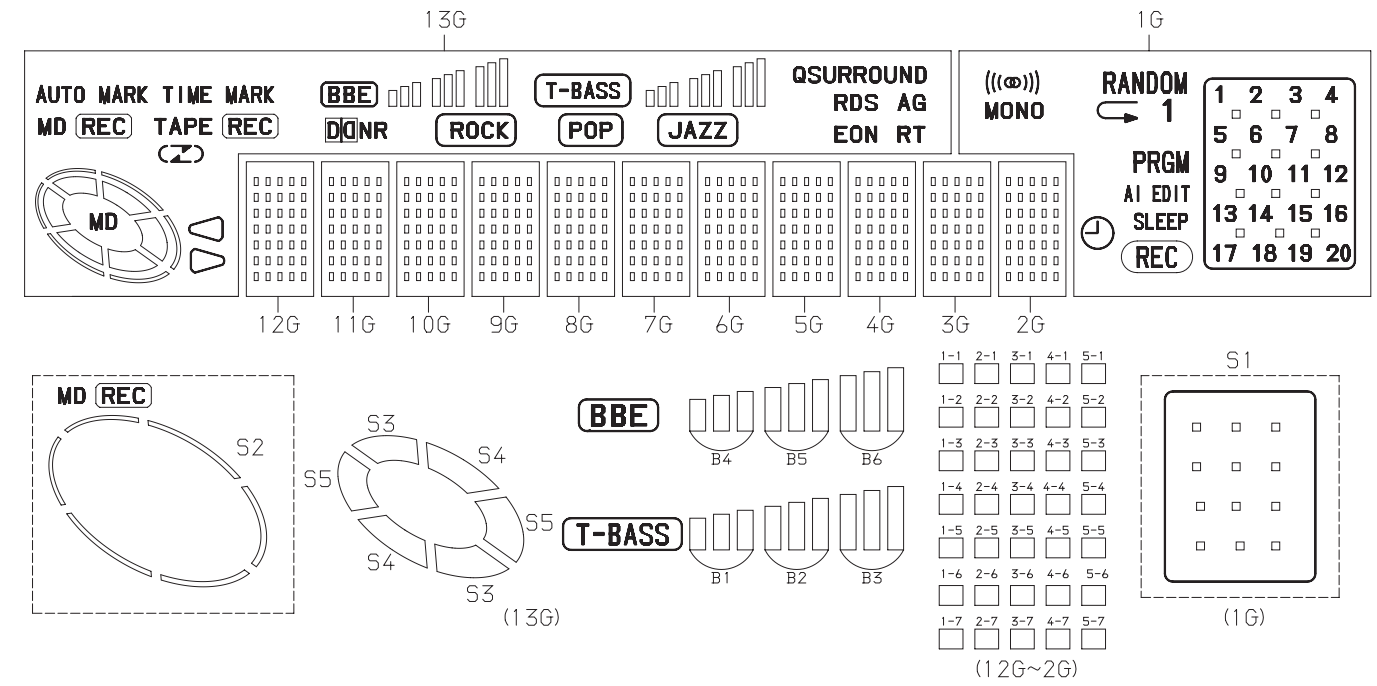 13G 1G
AUTO MARK TIME MARK BBE T-BASS QSURROUND MONO RANDOM 1 2 3 4
MD REC TAPE REC DDNR ROCK POP JAZZ RDS AG 1 5 6 7 8
EON RT PRGM 9 10 11 12
MD AI EDIT
SLEEP 13 14 15 16
REC 17 18 19 20
12G 11G 10G 9G 8G 7G 6G 5G 4G 3G 2G
MD REC
S2
S3
S4
S5
S5
S4
S3
(13G)
BBE
B4 B5 B6
T-BASS
B1 B2 B3
1-1 2-1 3-1 4-1 5-1
1-2 2-2 3-2 4-2 5-2
1-3 2-3 3-3 4-3 5-3
1-4 2-4 3-4 4-4 5-4
1-5 2-5 3-5 4-5 5-5
1-6 2-6 3-6 4-6 5-6
1-7 2-7 3-7 4-7 5-7
(12G~2G)
S1
(1G)